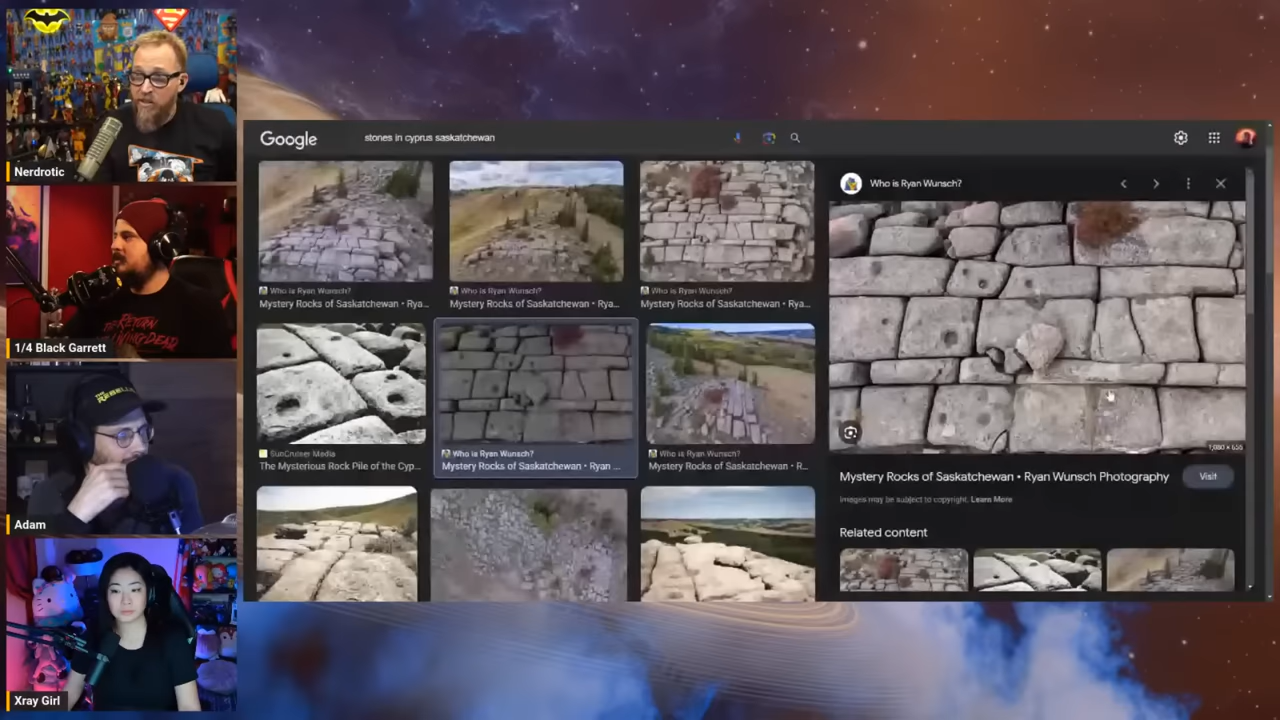 Nerdrotic
1/4 Black Garrett
Adam
Xray Girl
Google
stones in cyprus saskatchewan
Who is Ryan Wunsch?
Mystery Rocks of Saskatchewan • Rya...
Who is Ryan Wunsch?
Mystery Rocks of Saskatchewan • Rya...
Who is Ryan Wunsch?
Mystery Rocks of Saskatchewan • Rya...
SunCruiser Media
The Mysterious Rock Pile of the Cyp...
Who is Ryan Wunsch?
Mystery Rocks of Saskatchewan • Ryan ...
Who is Ryan Wunsch?
Mystery Rocks of Saskatchewan • R...
Who is Ryan Wunsch?
Mystery Rocks of Saskatchewan • Ryan Wunsch Photography
Visit
Images may be subject to copyright. Learn More
Related content